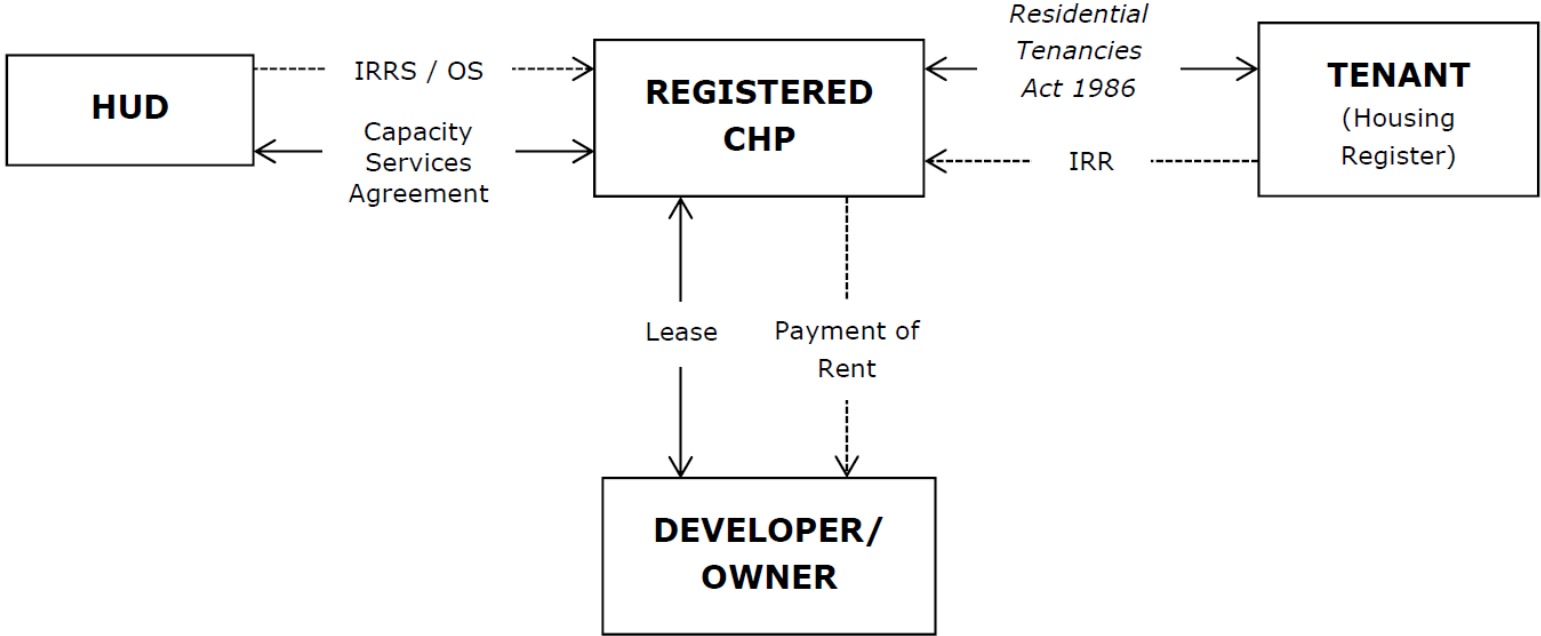 HUD
IRRS / OS
Capacity
Services
Agreement
REGISTERED
CHP
Residential
Tenancies
Act 1986
IRR
TENANT
(Housing
Register)
Lease
Payment of
Rent
DEVELOPER/
OWNER